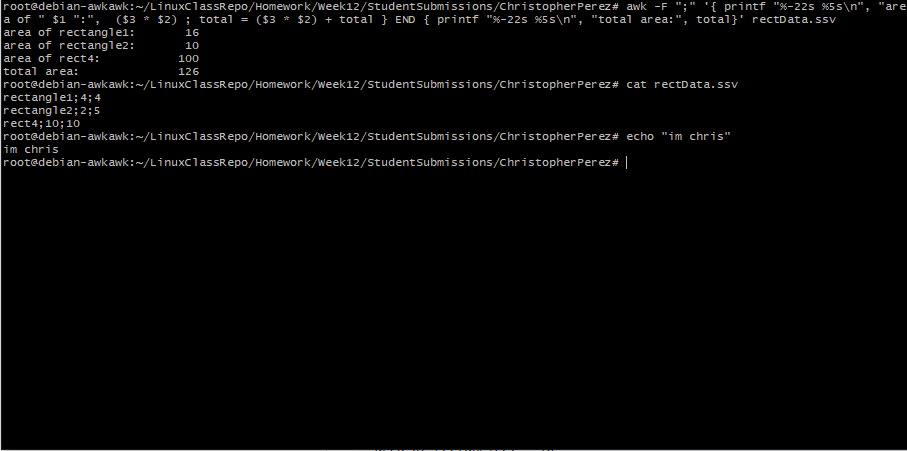 root@debian-awkawk:~/LinuxClassRepo/Homework/Week12/StudentSubmissions/ChristopherPerez# awk -F ";" '{ printf "%-22s %5s\n", "are
a of " $1 ":",  ($3 * $2) ; total = ($3 * $2) + total } END { printf "%-22s %5s\n", "total area:", total}' rectData.ssv
area of rectangle1:       16
area of rectangle2:       10
area of rect4:           100
total area:              126
root@debian-awkawk:~/LinuxClassRepo/Homework/Week12/StudentSubmissions/ChristopherPerez# cat rectData.ssv
rectangle1;4;4
rectangle2;2;5
rect4;10;10
root@debian-awkawk:~/LinuxClassRepo/Homework/Week12/StudentSubmissions/ChristopherPerez# echo "im chris"
im chris
root@debian-awkawk:~/LinuxClassRepo/Homework/Week12/StudentSubmissions/ChristopherPerez#